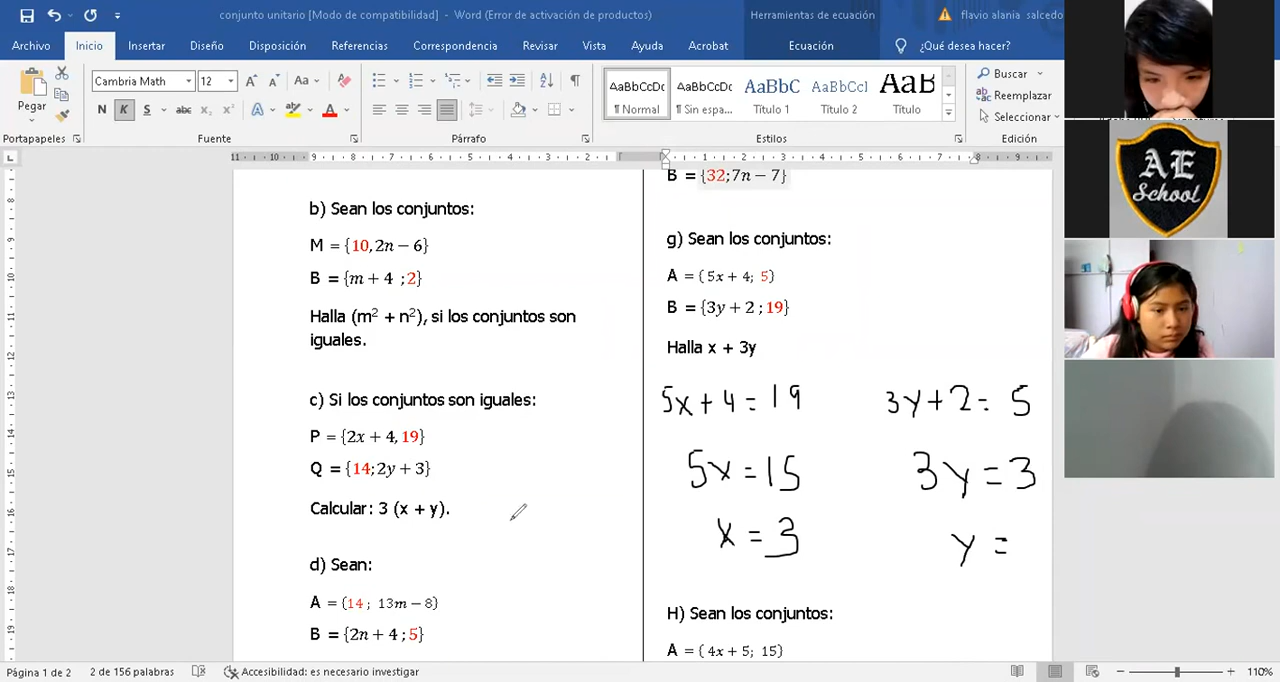 conjunto unitario [Modo de compatibilidad] - Word (Error de activación de productos)
Herramientas de ecuación
flavio alania salcedo
Archivo Inicio Insertar Diseño Disposición Referencias Correspondencia Revisar Vista Ayuda Acrobat Ecuación ¿Qué desea hacer?
Pegar
Cambria Math 12
N K S abc
AaBbCcDc AaBbCcDc AaBbC AaBbCcl AaB
¶ Normal ¶ Sin espa... Título 1 Título 2 Título
Buscar
Reemplazar
Seleccionar
Portapapeles Fuente Párrafo Estilos Edición
b) Sean los conjuntos:
M = {10, 2n − 6}
B = {m + 4 ; 2}
Halla (m² + n²), si los conjuntos son
iguales.
c) Si los conjuntos son iguales:
P = {2x + 4, 19}
Q = {14; 2y + 3}
Calcular: 3 (x + y).
d) Sean:
A = (14 ; 13m − 8)
B = {2n + 4 ; 5}
B = {32; 7n − 7}
g) Sean los conjuntos:
A = ( 5x + 4; 5)
B = {3y + 2 ; 19}
Halla x + 3y
5x + 4 = 19
5x = 15
x = 3
3y + 2 = 5
3y = 3
y =
H) Sean los conjuntos:
A = ( 4x + 5; 15)
AE
School
Página 1 de 2 2 de 156 palabras Accesibilidad: es necesario investigar 110%